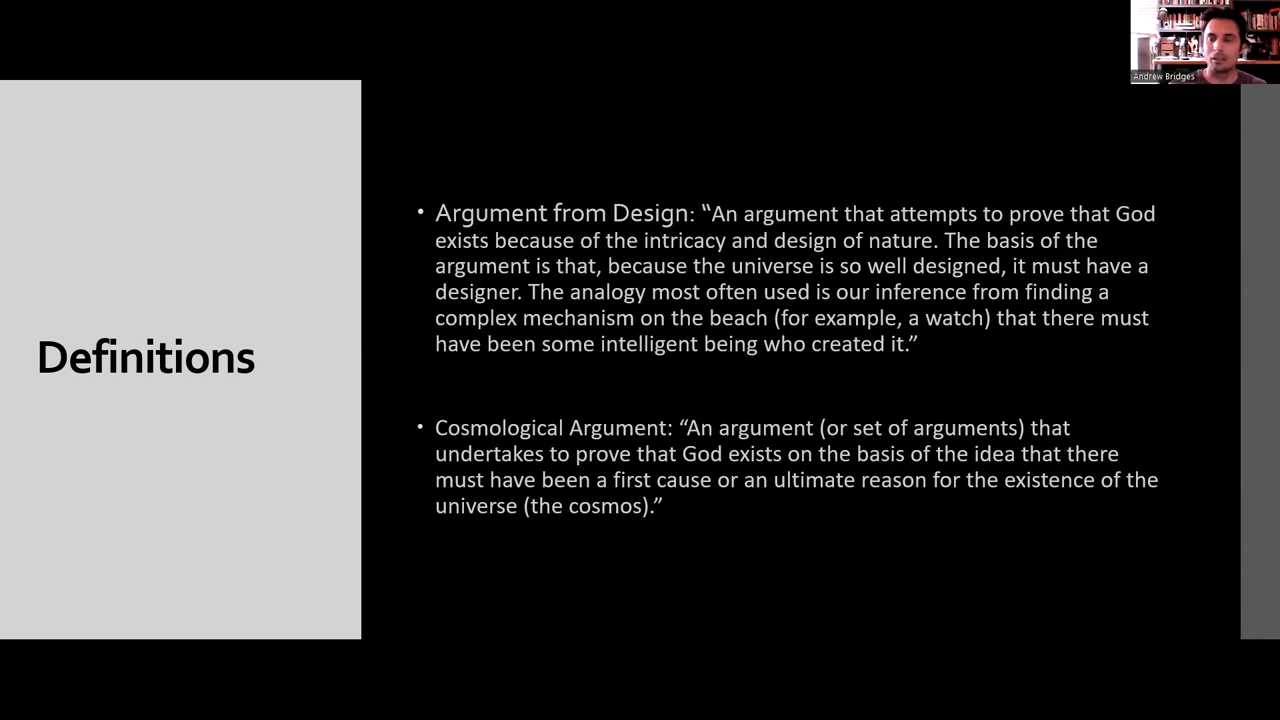 Andrew Bridges
Definitions
• Argument from Design: “An argument that attempts to prove that God
exists because of the intricacy and design of nature. The basis of the
argument is that, because the universe is so well designed, it must have a
designer. The analogy most often used is our inference from finding a
complex mechanism on the beach (for example, a watch) that there must
have been some intelligent being who created it.”
• Cosmological Argument: “An argument (or set of arguments) that
undertakes to prove that God exists on the basis of the idea that there
must have been a first cause or an ultimate reason for the existence of the
universe (the cosmos).”